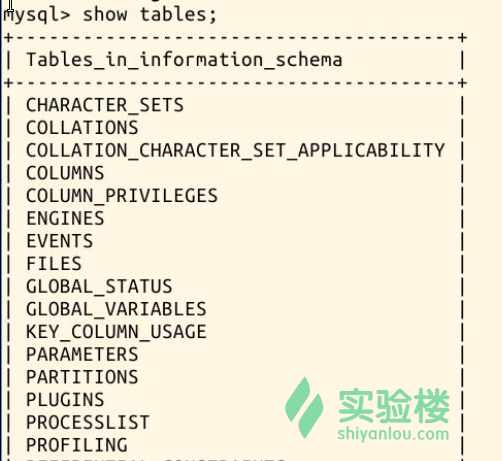 mysql> show tables;
+---------------------------------------+
| Tables_in_information_schema          |
+---------------------------------------+
| CHARACTER_SETS                        |
| COLLATIONS                            |
| COLLATION_CHARACTER_SET_APPLICABILITY |
| COLUMNS                               |
| COLUMN_PRIVILEGES                     |
| ENGINES                               |
| EVENTS                                |
| FILES                                 |
| GLOBAL_STATUS                         |
| GLOBAL_VARIABLES                      |
| KEY_COLUMN_USAGE                      |
| PARAMETERS                            |
| PARTITIONS                            |
| PLUGINS                               |
| PROCESSLIST                           |
| PROFILING                             |
实验楼
shiyanlou.com